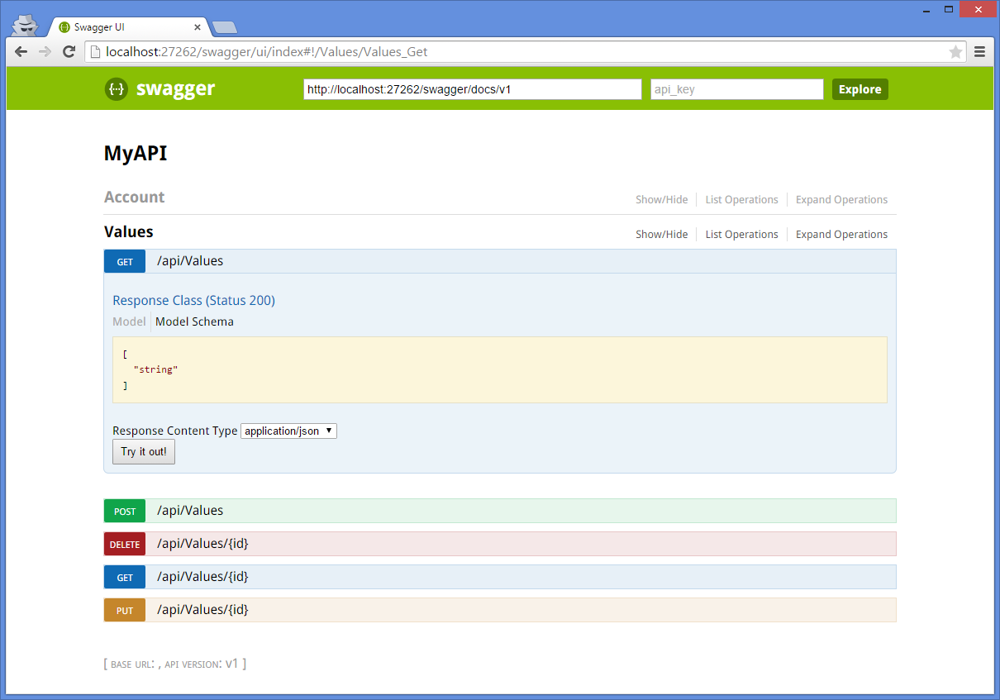 Swagger UI
localhost:27262/swagger/ui/index#!/Values/Values_Get
{··} swagger http://localhost:27262/swagger/docs/v1 api_key Explore
MyAPI
Account Show/Hide List Operations Expand Operations
Values Show/Hide List Operations Expand Operations
GET /api/Values
Response Class (Status 200)
Model Model Schema
[
"string"
]
Response Content Type application/json
Try it out!
POST /api/Values
DELETE /api/Values/{id}
GET /api/Values/{id}
PUT /api/Values/{id}
[ BASE URL: , API VERSION: V1 ]